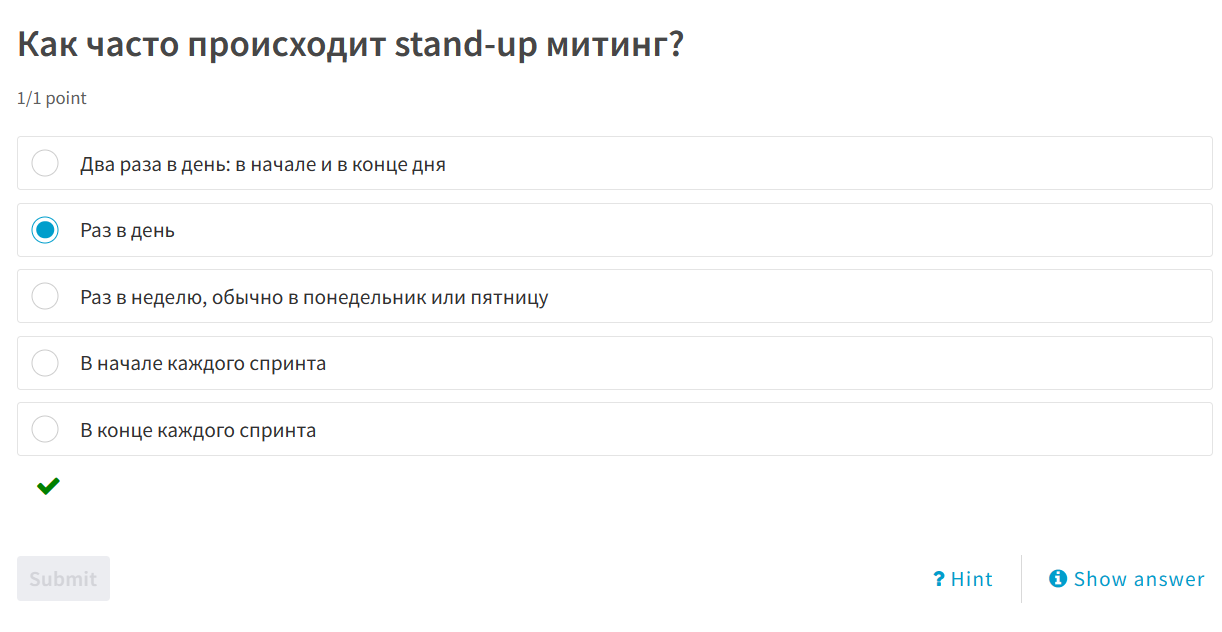 Как часто происходит stand-up митинг?
1/1 point
Два раза в день: в начале и в конце дня
Раз в день
Раз в неделю, обычно в понедельник или пятницу
В начале каждого спринта
В конце каждого спринта
Submit
? Hint
Show answer